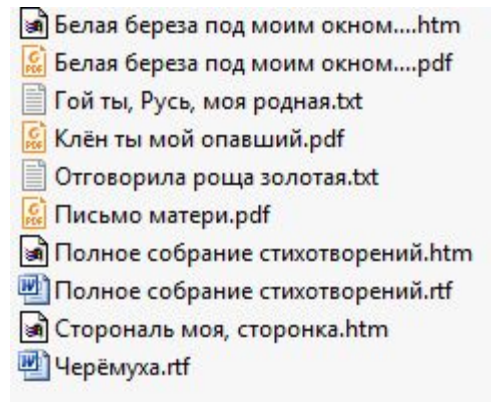 Белая береза под моим окном....htm
Белая береза под моим окном....pdf
Гой ты, Русь, моя родная.txt
Клён ты мой опавший.pdf
Отговорила роща золотая.txt
Письмо матери.pdf
Полное собрание стихотворений.htm
Полное собрание стихотворений.rtf
Сторональ моя, сторонка.htm
Черёмуха.rtf